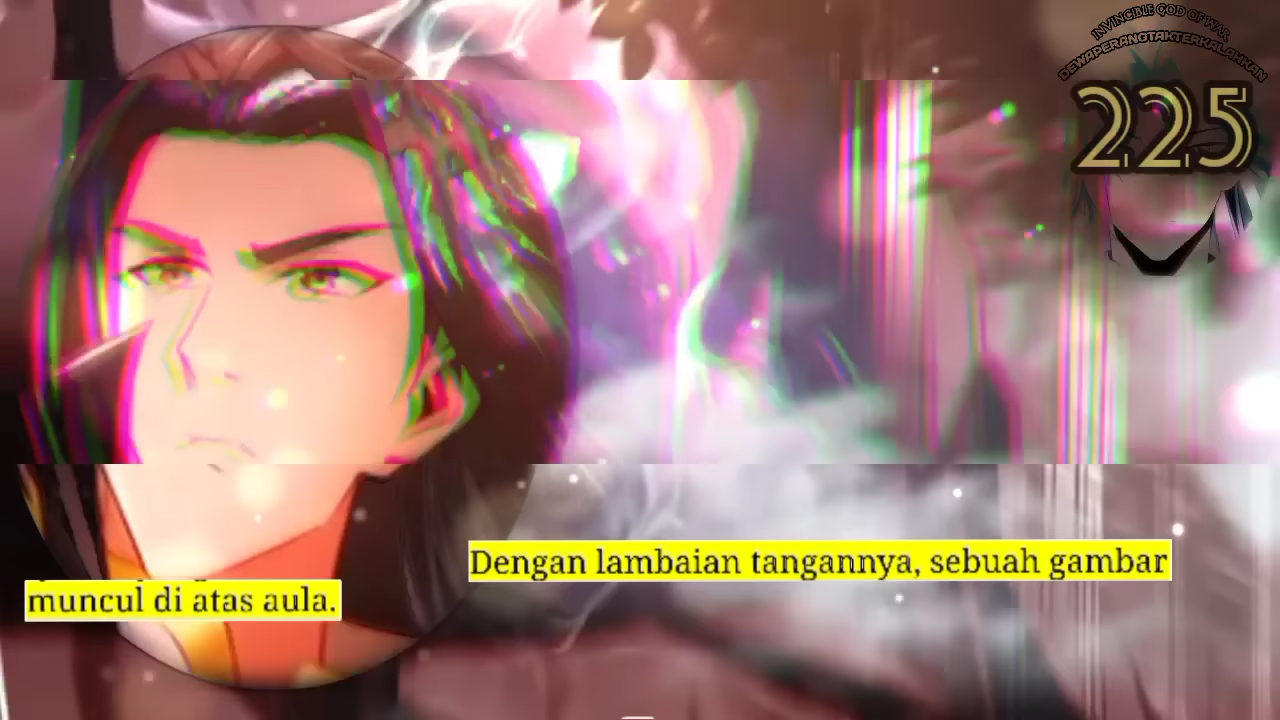 INVINCIBLE GOD OF WAR
DEWAPERANGTAKTERKALAHKAN
225
Dengan lambaian tangannya, sebuah gambar
muncul di atas aula.